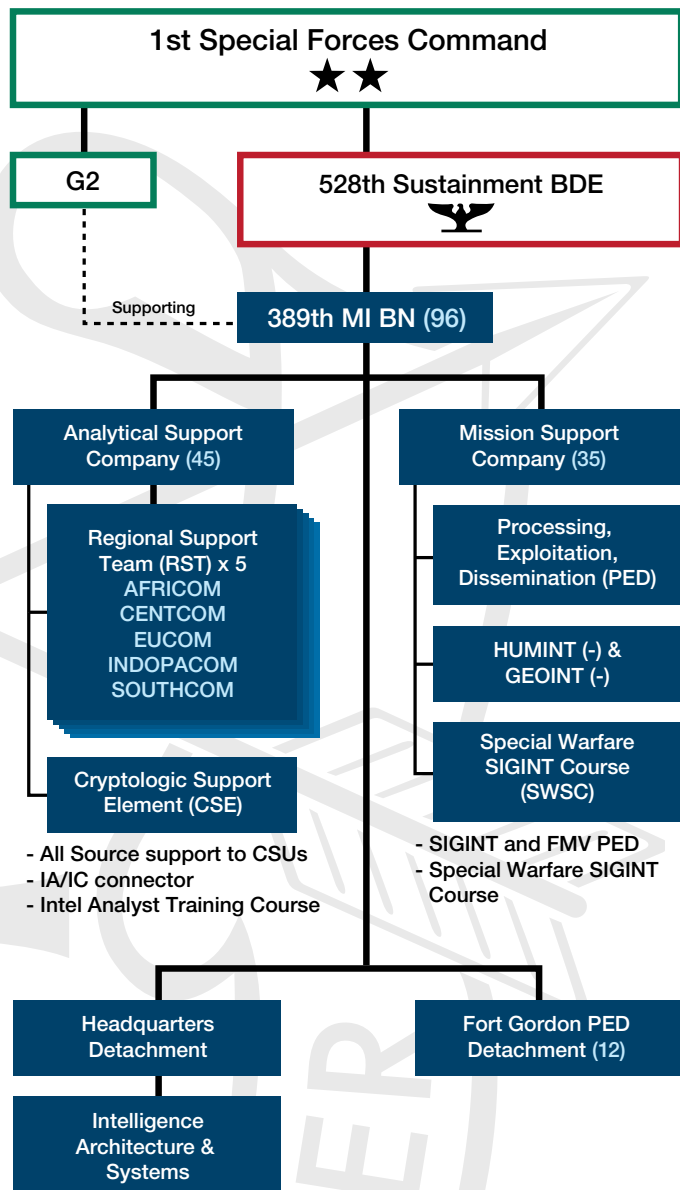 1st Special Forces Command
G2
528th Sustainment BDE
Supporting
389th MI BN (96)
Analytical Support
Company (45)
Mission Support
Company (35)
Regional Support
Team (RST) x 5
AFRICOM
CENTCOM
EUCOM
INDOPACOM
SOUTHCOM
Processing,
Exploitation,
Dissemination (PED)
HUMINT (-) &
GEOINT (-)
Cryptologic Support
Element (CSE)
Special Warfare
SIGINT Course
(SWSC)
- All Source support to CSUs
- IA/IC connector
- Intel Analyst Training Course
- SIGINT and FMV PED
- Special Warfare SIGINT
Course
Headquarters
Detachment
Fort Gordon PED
Detachment (12)
Intelligence
Architecture &
Systems